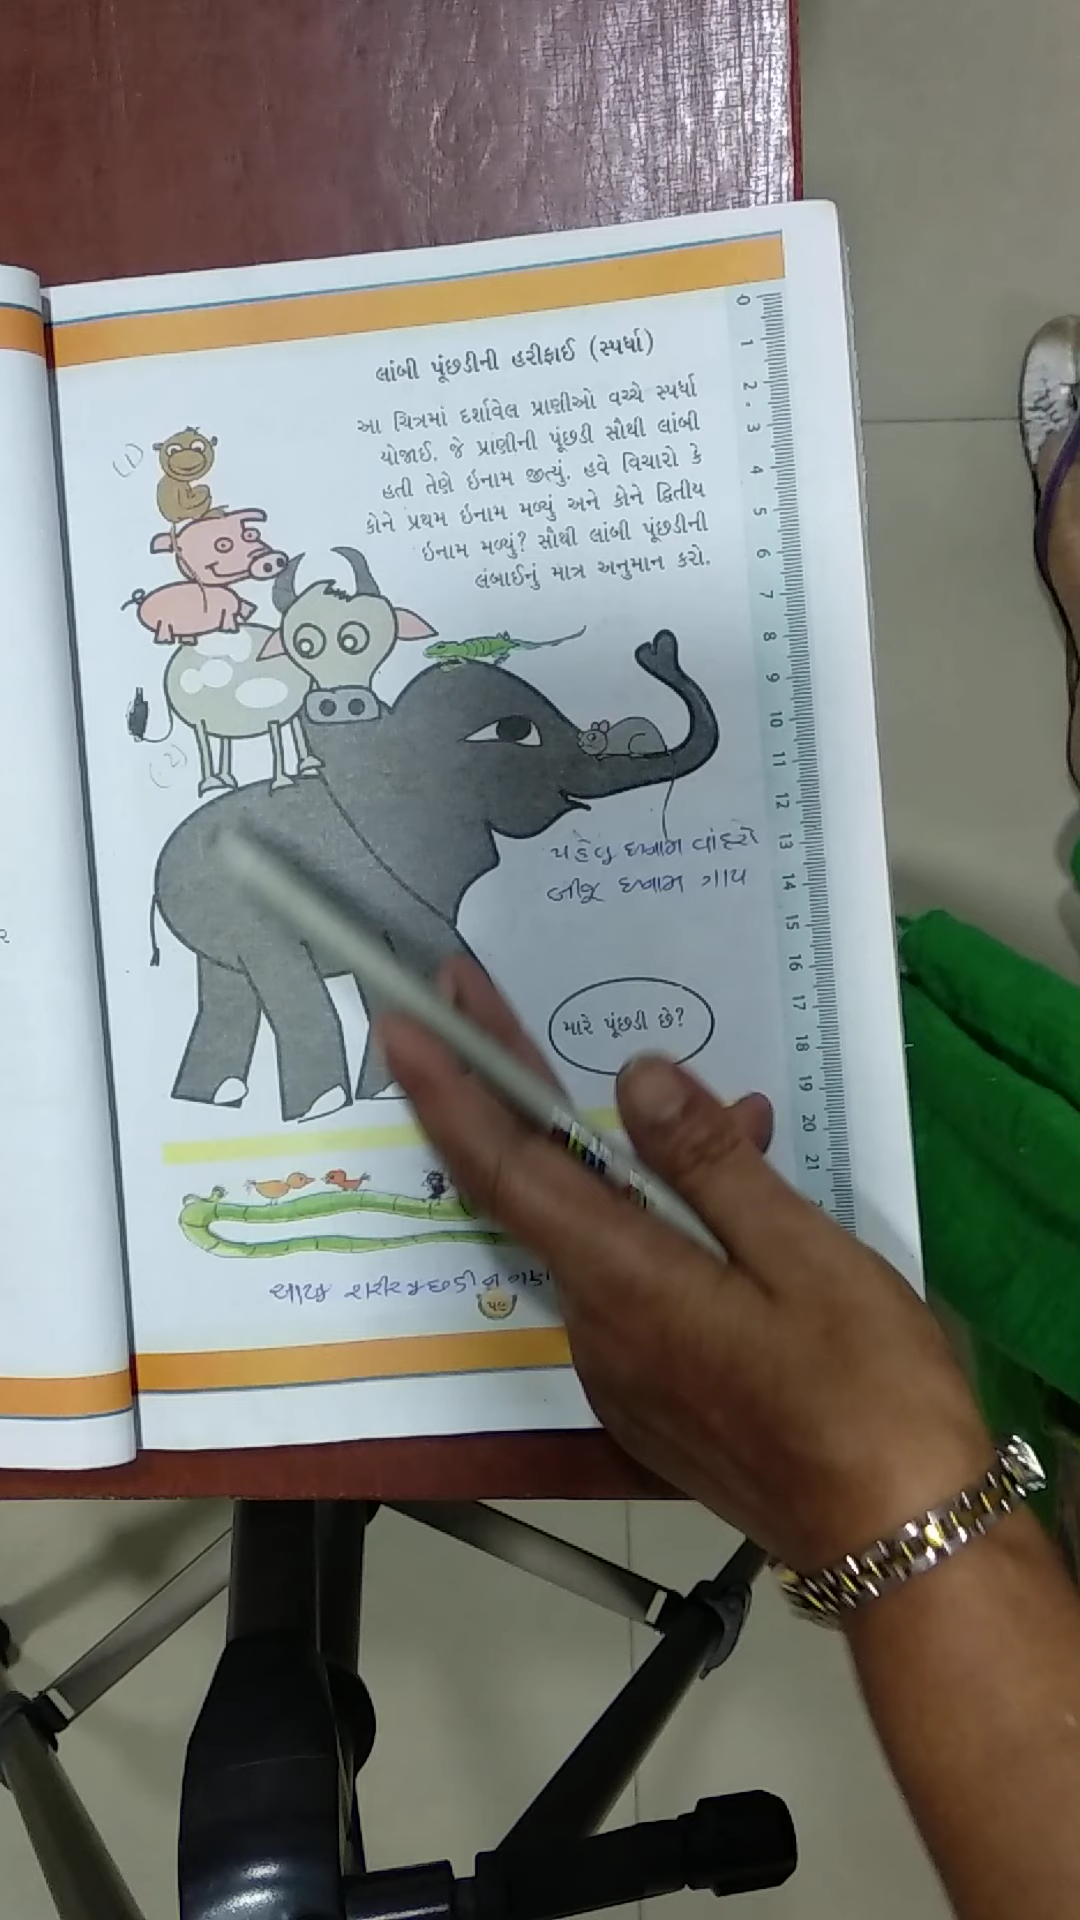 લાંબી પૂંછડીની હરીફાઈ (સ્પર્ધા)
આ ચિત્રમાં દર્શાવેલ પ્રાણીઓ વચ્ચે સ્પર્ધા
યોજાઈ. જે પ્રાણીની પૂંછડી સૌથી લાંબી
હતી તેણે ઇનામ જીત્યું. હવે વિચારો કે
કોને પ્રથમ ઇનામ મળ્યું અને કોને દ્વિતીય
ઇનામ મળ્યું? સૌથી લાંબી પૂંછડીની
લંબાઈનું માત્ર અનુમાન કરો.
(1)
(2)
પહેલુ ઇનામ વાંદરો
બીજૂ ઇનામ ગાય
મારે પૂંછડી છે?
૫૯
0
1
2
3
4
5
6
7
8
9
10
11
12
13
14
15
16
17
18
19
20
21